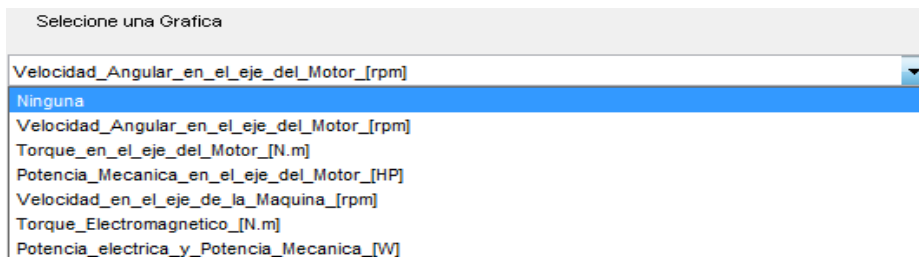 Selecione una Grafica
Velocidad_Angular_en_el_eje_del_Motor_[rpm]
Ninguna
Velocidad_Angular_en_el_eje_del_Motor_[rpm]
Torque_en_el_eje_del_Motor_[N.m]
Potencia_Mecanica_en_el_eje_del_Motor_[HP]
Velocidad_en_el_eje_de_la_Maquina_[rpm]
Torque_Electromagnetico_[N.m]
Potencia_electrica_y_Potencia_Mecanica_[W]